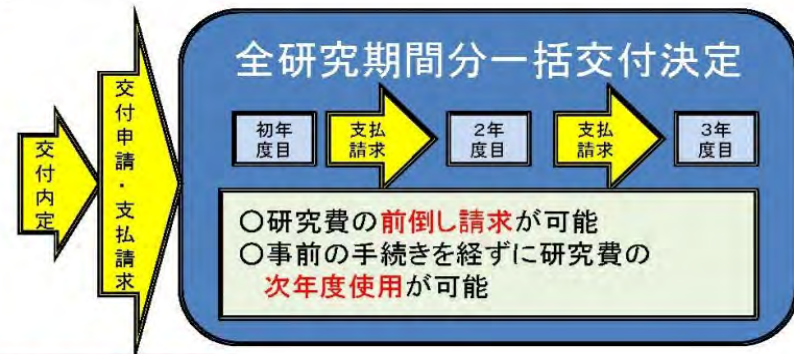 交付内定
交付申請・支払請求
全研究期間分一括交付決定
初年
度目
支払
請求
2年
度目
支払
請求
3年
度目
○研究費の前倒し請求が可能
○事前の手続きを経ずに研究費の
次年度使用が可能